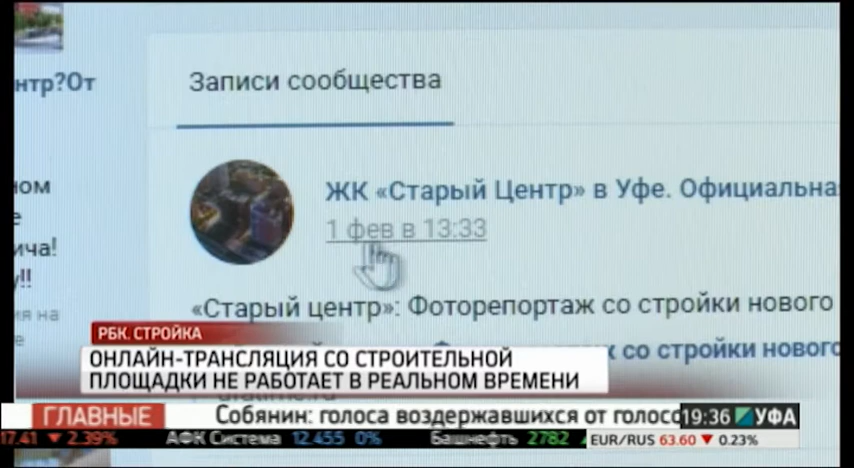 нтр?От
Записи сообщества
ном
е
ича!
у!!
ия на
е
ЖК «Старый Центр» в Уфе. Официальна
1 фев в 13:33
«Старый центр»: Фоторепортаж со стройки нового
ж со стройки нового
РБК. СТРОЙКА
ОНЛАЙН-ТРАНСЛЯЦИЯ СО СТРОИТЕЛЬНОЙ
ПЛОЩАДКИ НЕ РАБОТАЕТ В РЕАЛЬНОМ ВРЕМЕНИ
ГЛАВНЫЕ Собянин: голоса воздержавшихся от голосо 19:36 УФА
17.41 ▼ 2.39% АФК Система 12.455 0% Башнефть 2782 ▲ EUR/RUS 63.60 ▼ 0.23%